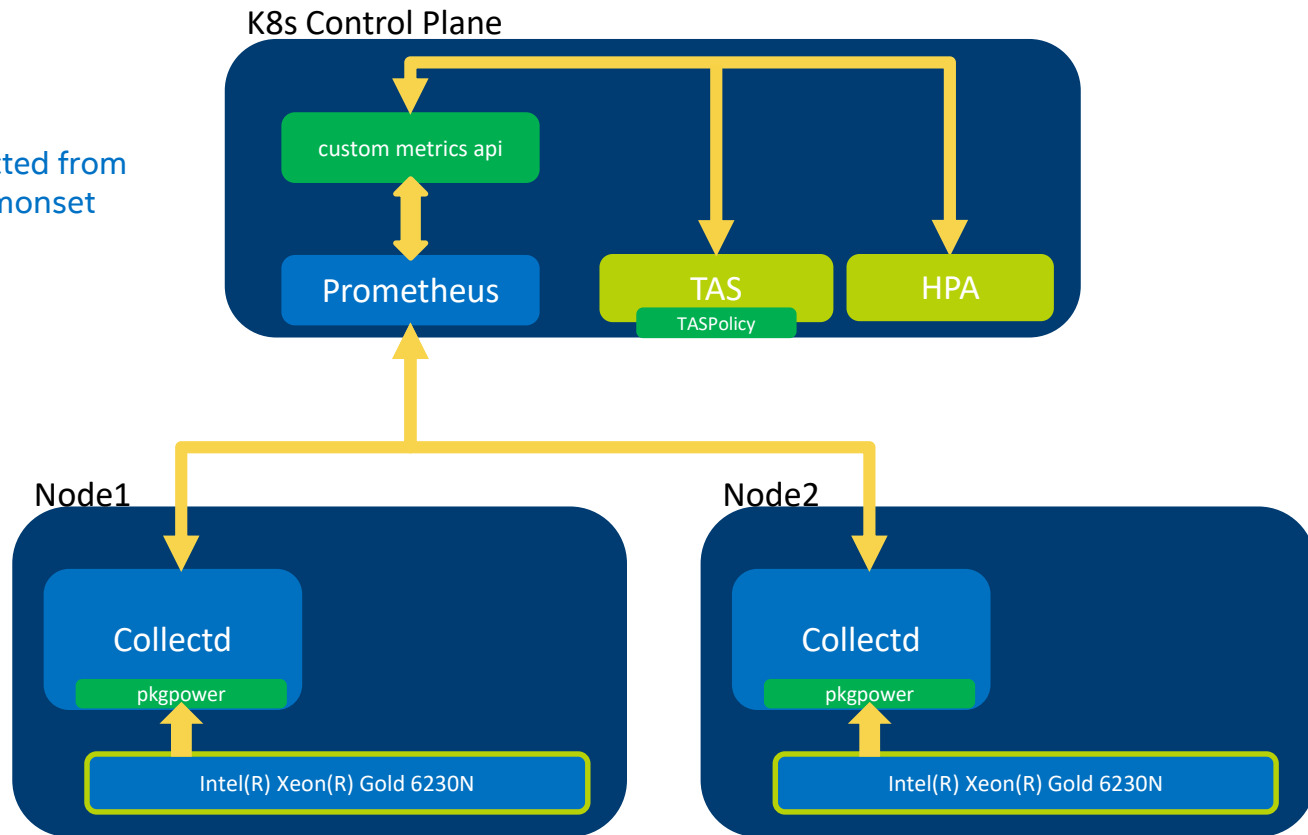 K8s Control Plane
custom metrics api
from
Prometheus
TAS
HPA
TASPolicy
Node1
Node2
Collectd
Collectd
pkgpower
pkgpower
Intel(R) Xeon(R) Gold 6230N
Intel(R) Xeon(R) Gold 6230N